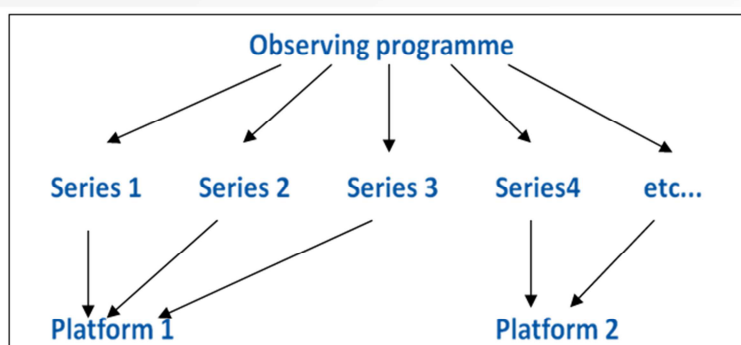 Observing programme
Series 1 Series 2 Series 3 Series4 etc...
Platform 1 Platform 2